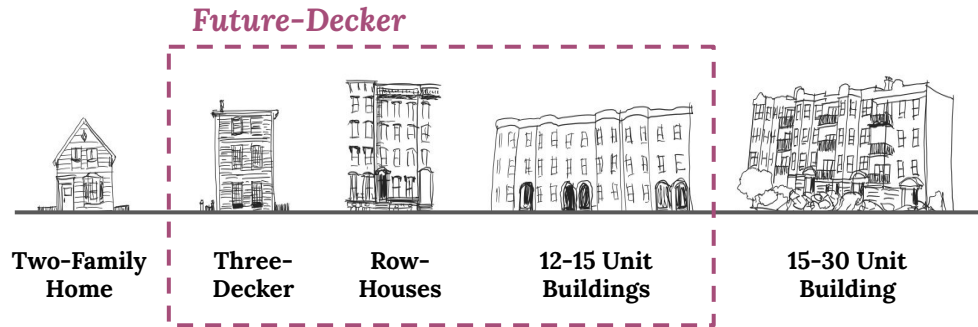 Future-Decker
Two-Family
Home
Three-
Decker
Row-
Houses
12-15 Unit
Buildings
15-30 Unit
Building